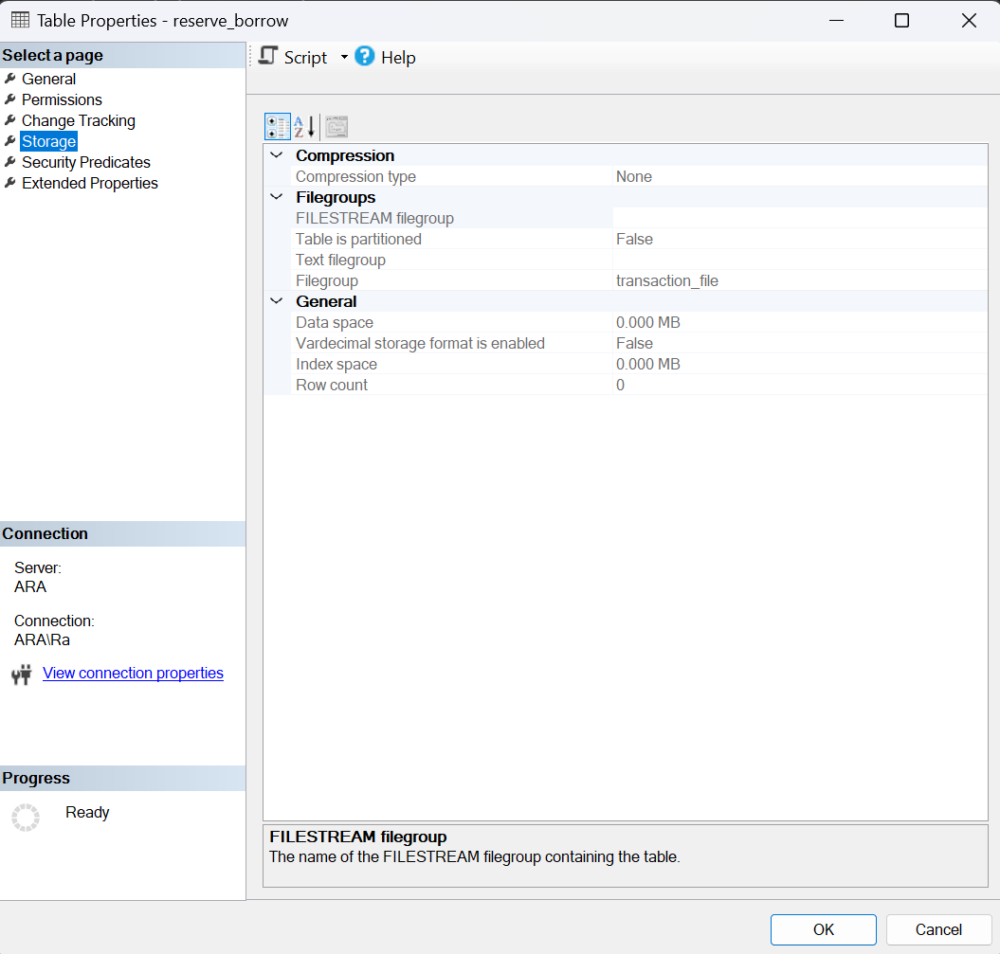 Table Properties - reserve_borrow
Select a page
General
Permissions
Change Tracking
Storage
Security Predicates
Extended Properties
Script
Help
Compression
Compression type None
Filegroups
FILESTREAM filegroup
Table is partitioned False
Text filegroup
Filegroup transaction_file
General
Data space 0.000 MB
Vardecimal storage format is enabled False
Index space 0.000 MB
Row count 0
Connection
Server:
ARA
Connection:
ARA\Ra
View connection properties
Progress
Ready
FILESTREAM filegroup
The name of the FILESTREAM filegroup containing the table.
OK Cancel